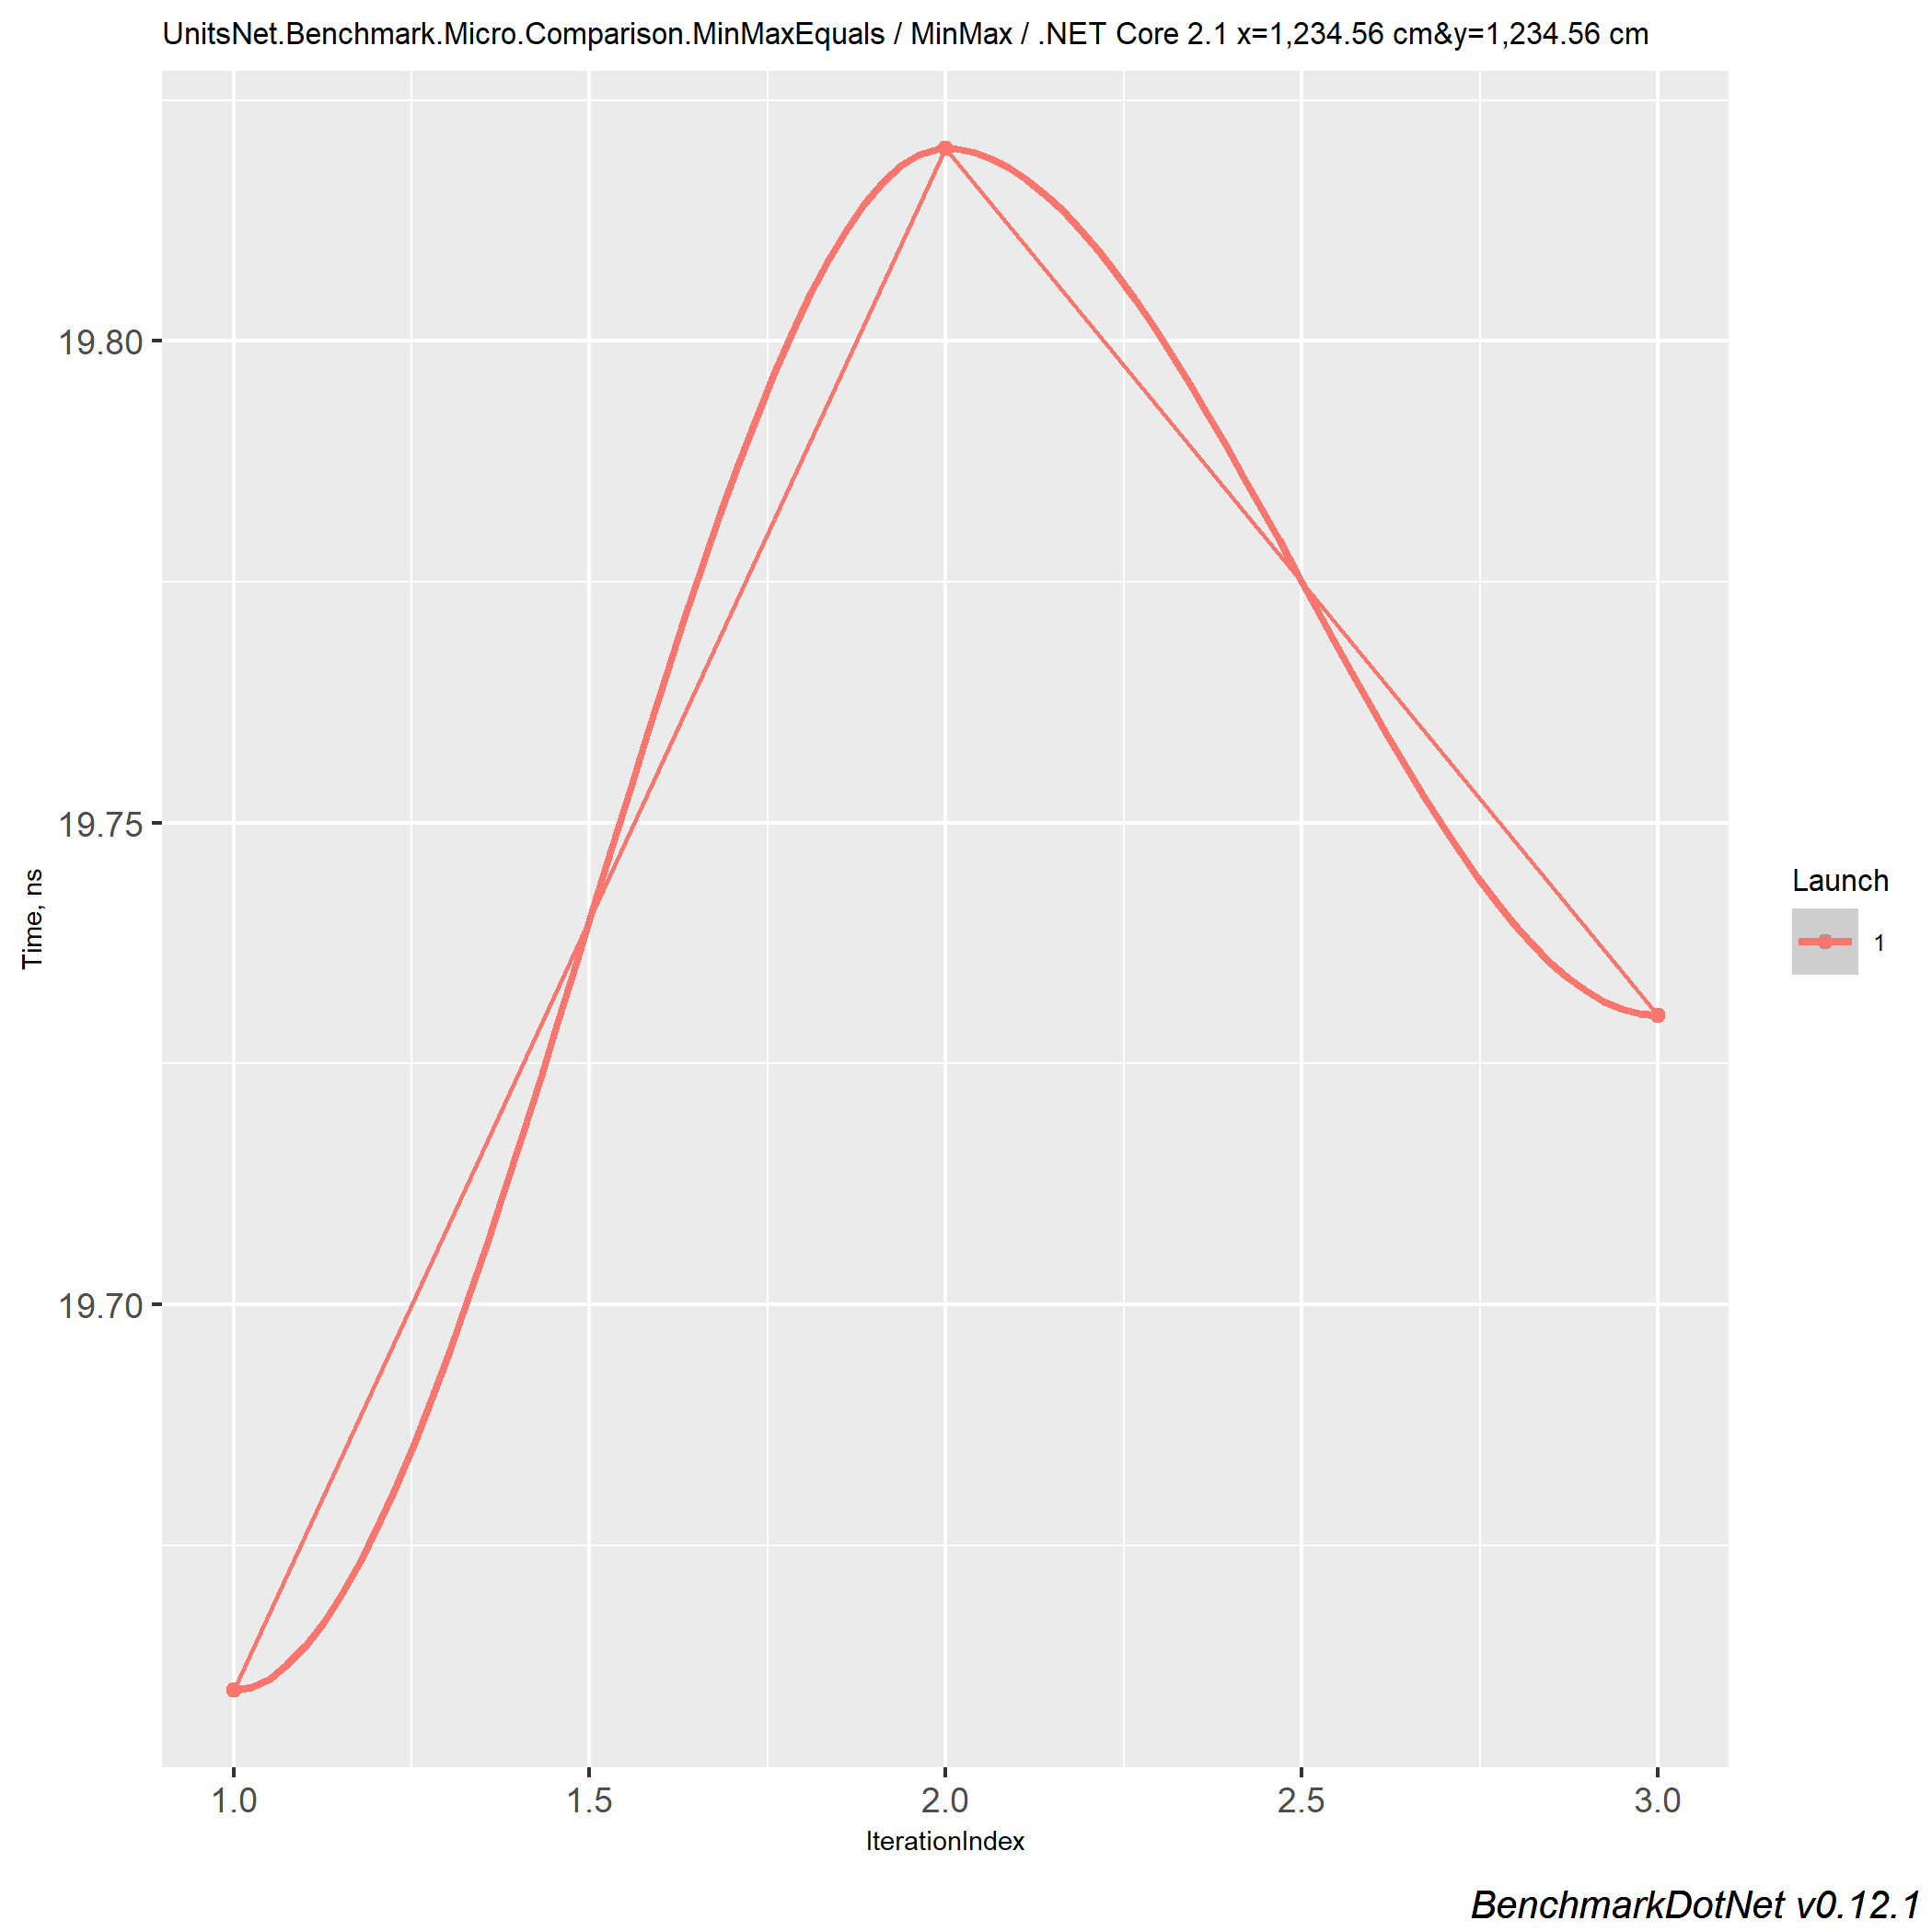 UnitsNet.Benchmark.Micro.Comparison.MinMaxEquals / MinMax / .NET Core 2.1 x=1,234.56 cm&y=1,234.56 cm
19.80
19.75
19.70
Time, ns
1.0 1.5 2.0 2.5 3.0
IterationIndex
Launch
1
BenchmarkDotNet v0.12.1